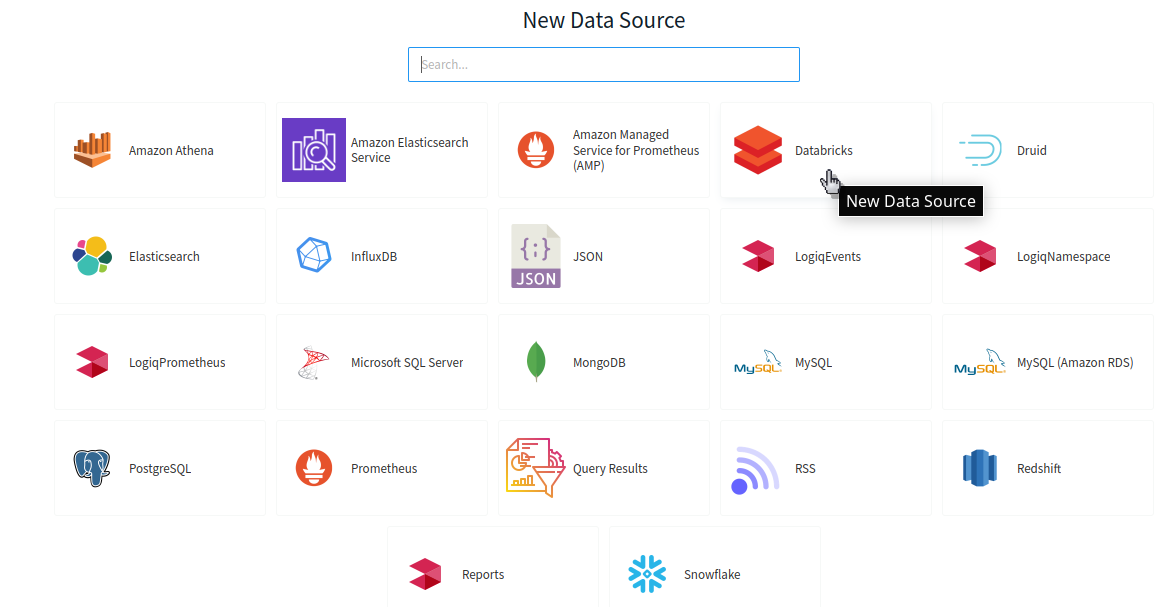 New Data Source
Search...
Amazon Athena
Amazon Elasticsearch
Service
Amazon Managed
Service for Prometheus
(AMP)
Databricks
Druid
New Data Source
Elasticsearch
InfluxDB
{:}
JSON
JSON
LogiqEvents
LogiqNamespace
LogiqPrometheus
Microsoft SQL Server
MongoDB
MySQL
MySQL
MySQL
MySQL (Amazon RDS)
PostgreSQL
Prometheus
Query Results
RSS
Redshift
Reports
Snowflake